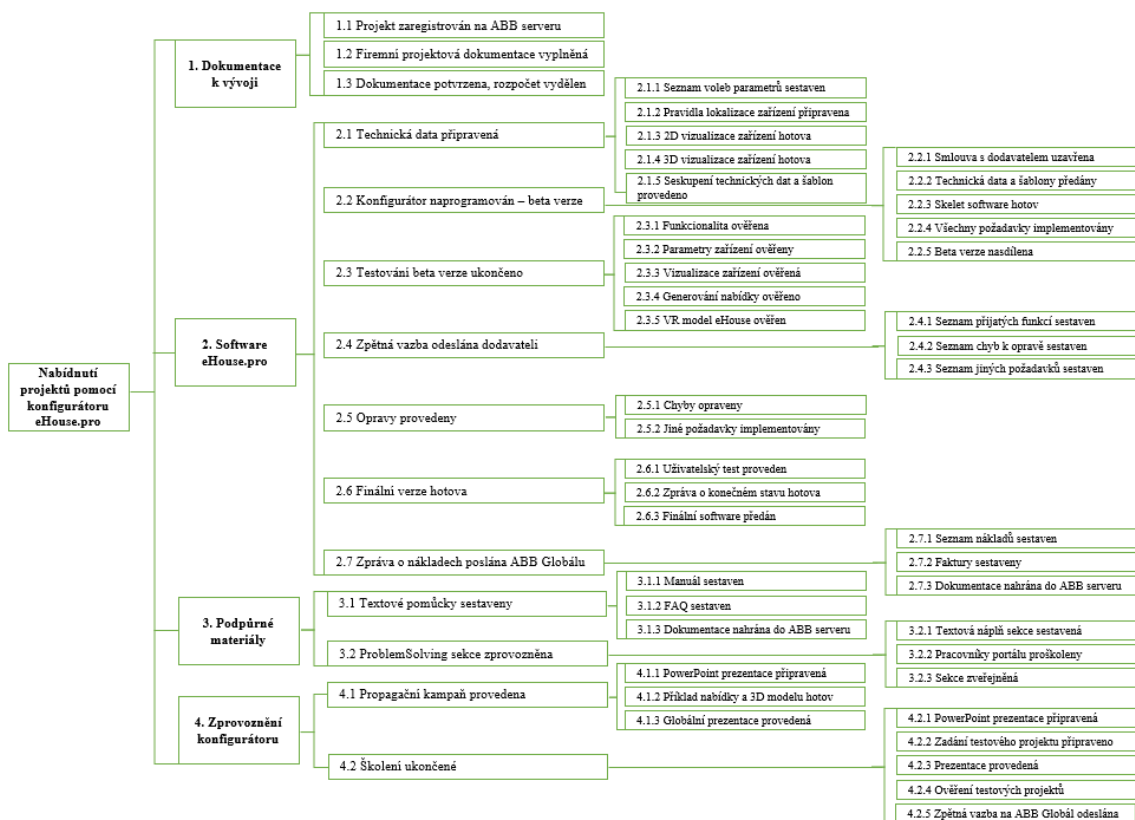 Nabídnutí
projektů pomocí
konfigurátoru
eHouse.pro
1. Dokumentace
k vývoji
1.1 Projekt zaregistrován na ABB serveru
1.2 Firemní projektová dokumentace vyplněná
1.3 Dokumentace potvrzena, rozpočet vydělen
2. Software
eHouse.pro
2.1 Technická data připravená
2.1.1 Seznam voleb parametrů sestaven
2.1.2 Pravidla lokalizace zařízení připravena
2.1.3 2D vizualizace zařízení hotova
2.1.4 3D vizualizace zařízení hotova
2.1.5 Seskupení technických dat a šablon
provedeno
2.2 Konfigurátor naprogramován – beta verze
2.2.1 Smlouva s dodavatelem uzavřena
2.2.2 Technická data a šablony předány
2.2.3 Skelet software hotov
2.2.4 Všechny požadavky implementovány
2.2.5 Beta verze nasdílena
2.3 Testováni beta verze ukončeno
2.3.1 Funkcionalita ověřena
2.3.2 Parametry zařízení ověřeny
2.3.3 Vizualizace zařízení ověřená
2.3.4 Generování nabídky ověřeno
2.3.5 VR model eHouse ověřen
2.4 Zpětná vazba odeslána dodavateli
2.4.1 Seznam přijatých funkcí sestaven
2.4.2 Seznam chyb k opravě sestaven
2.4.3 Seznam jiných požadavků sestaven
2.5 Opravy provedeny
2.5.1 Chyby opraveny
2.5.2 Jiné požadavky implementovány
2.6 Finální verze hotova
2.6.1 Uživatelský test proveden
2.6.2 Zpráva o konečném stavu hotova
2.6.3 Finální software předán
2.7 Zpráva o nákladech poslána ABB Globálu
2.7.1 Seznam nákladů sestaven
2.7.2 Faktury sestaveny
2.7.3 Dokumentace nahrána do ABB serveru
3. Podpůrné
materiály
3.1 Textové pomůcky sestaveny
3.1.1 Manuál sestaven
3.1.2 FAQ sestaven
3.1.3 Dokumentace nahrána do ABB serveru
3.2 ProblemSolving sekce zprovozněna
3.2.1 Textová náplň sekce sestavená
3.2.2 Pracovníky portálu proškoleny
3.2.3 Sekce zveřejněná
4. Zprovoznění
konfigurátoru
4.1 Propagační kampaň provedena
4.1.1 PowerPoint prezentace připravená
4.1.2 Příklad nabídky a 3D modelu hotov
4.1.3 Globální prezentace provedená
4.2 Školení ukončené
4.2.1 PowerPoint prezentace připravená
4.2.2 Zadání testového projektu připraveno
4.2.3 Prezentace provedená
4.2.4 Ověření testových projektů
4.2.5 Zpětná vazba na ABB Globál odeslána